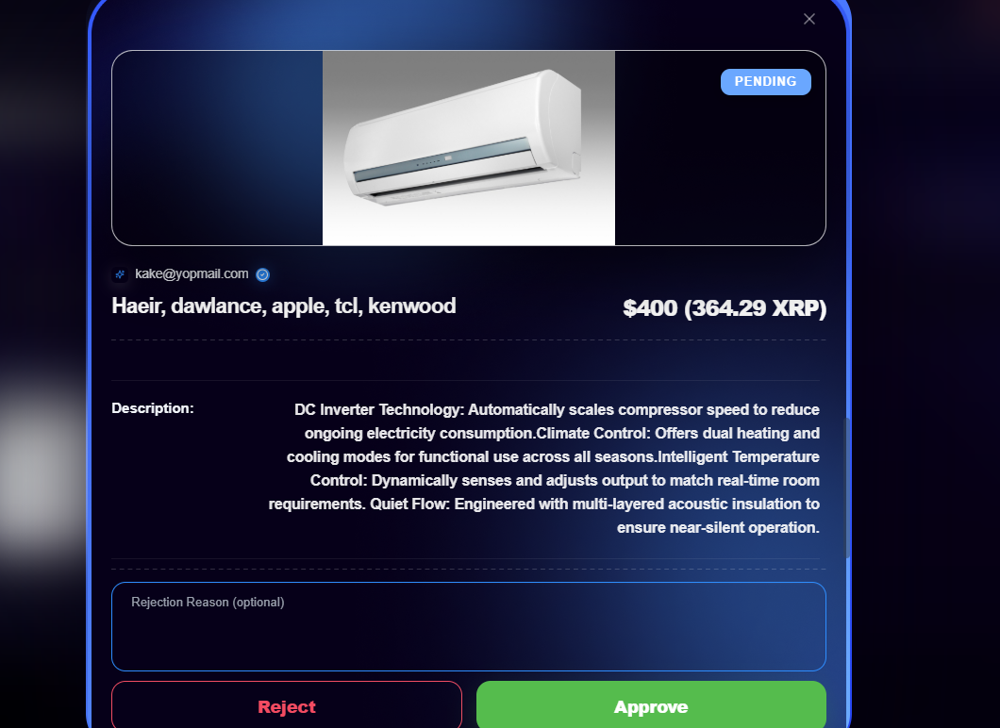 PENDING
kake@yopmail.com
Haeir, dawlance, apple, tcl, kenwood
$400 (364.29 XRP)
Description:
DC Inverter Technology: Automatically scales compressor speed to reduce
ongoing electricity consumption.Climate Control: Offers dual heating and
cooling modes for functional use across all seasons.Intelligent Temperature
Control: Dynamically senses and adjusts output to match real-time room
requirements. Quiet Flow: Engineered with multi-layered acoustic insulation to
ensure near-silent operation.
Rejection Reason (optional)
Reject
Approve